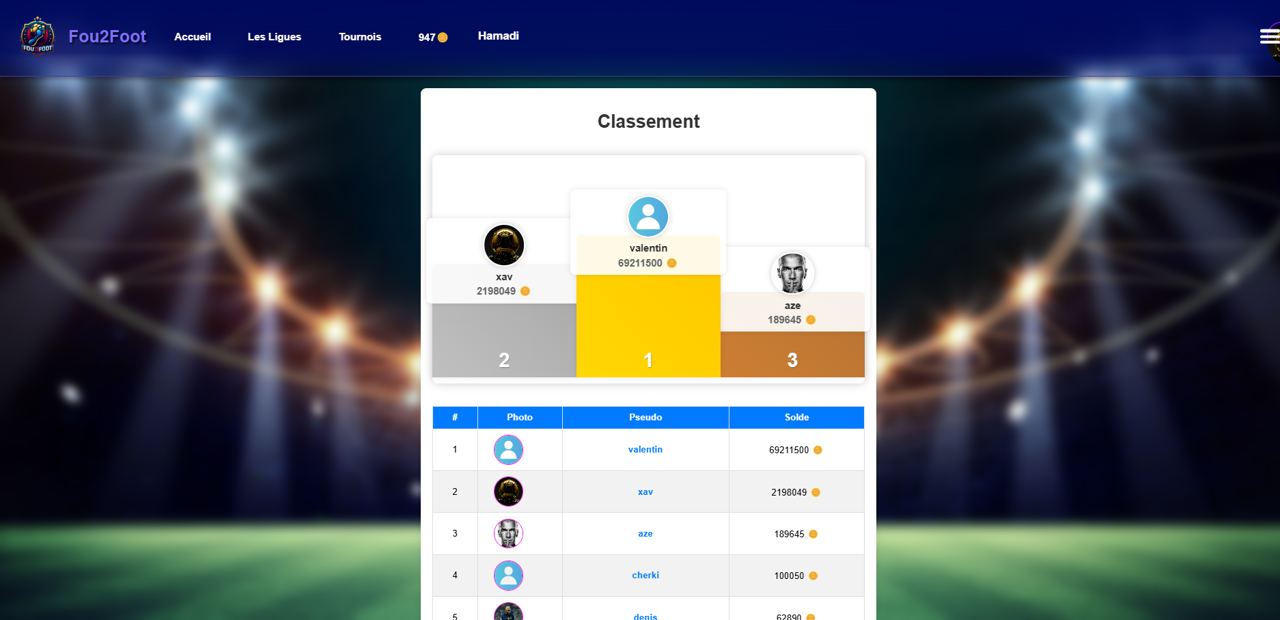 FOU2FOOT
Fou2Foot
Accueil
Les Ligues
Tournois
947
Hamadi
Classement
valentin
69211500
xav
2198049
aze
189645
2
1
3
# Photo Pseudo Solde
1 valentin 69211500
2 xav 2198049
3 aze 189645
4 cherki 100050
5 denis 62890